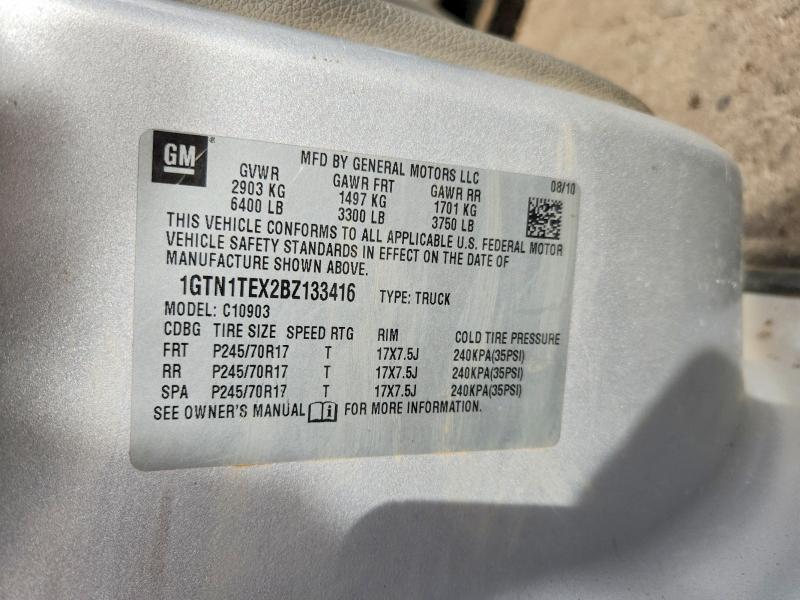 GM
MFD BY GENERAL MOTORS LLC
08/10
GVWR GAWR FRT GAWR RR
2903 KG 1497 KG 1701 KG
6400 LB 3300 LB 3750 LB
THIS VEHICLE CONFORMS TO ALL APPLICABLE U.S. FEDERAL MOTOR
VEHICLE SAFETY STANDARDS IN EFFECT ON THE DATE OF
MANUFACTURE SHOWN ABOVE.
1GTN1TEX2BZ133416 TYPE: TRUCK
MODEL: C10903
CDBG TIRE SIZE SPEED RTG RIM COLD TIRE PRESSURE
FRT P245/70R17 T 17X7.5J 240KPA(35PSI)
RR P245/70R17 T 17X7.5J 240KPA(35PSI)
SPA P245/70R17 T 17X7.5J 240KPA(35PSI)
SEE OWNER'S MANUAL FOR MORE INFORMATION.